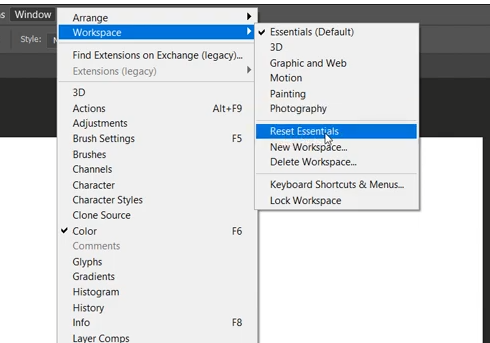 Window
Style:
Arrange
Workspace
Find Extensions on Exchange (legacy)...
Extensions (legacy)
3D
Actions Alt+F9
Adjustments
Brush Settings F5
Brushes
Channels
Character
Character Styles
Clone Source
Color F6
Comments
Glyphs
Gradients
Histogram
History
Info F8
Layer Comps
Essentials (Default)
3D
Graphic and Web
Motion
Painting
Photography
Reset Essentials
New Workspace...
Delete Workspace...
Keyboard Shortcuts & Menus...
Lock Workspace